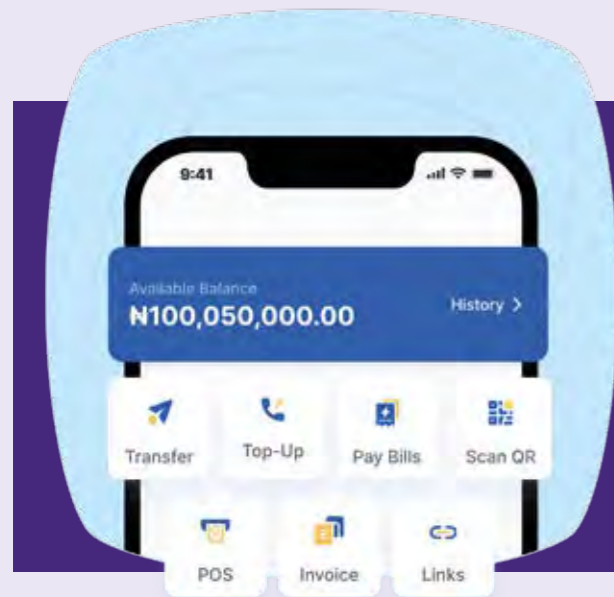 9:41
Available Balance
₦100,050,000.00
History
Transfer
Top-Up
Pay Bills
Scan QR
POS
Invoice
Links